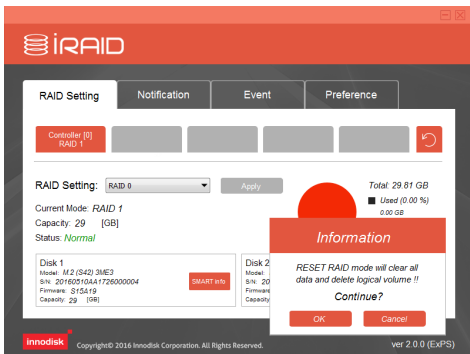 iRAID
RAID Setting
Notification
Event
Preference
Controller [0]
RAID 1
RAID Setting:
RAID 0
Apply
Total: 29.81 GB
Used (0.00 %)
0.00 GB
Current Mode: RAID 1
Capacity: 29 [GB]
Status: Normal
Disk 1
Model: M.2 (S42) 3ME3
S/N: 20160510AA1726000004
Firmware: S15A19
Capacity: 29 [GB]
SMART Info
Disk 2
Model:
S/N: 20
Firmware
Capacity
Information
RESET RAID mode will clear all
data and delete logical volume !!
Continue?
OK
Cancel
innodisk
Copyright© 2016 Innodisk Corporation. All Rights Reserved.
ver 2.0.0 (ExPS)